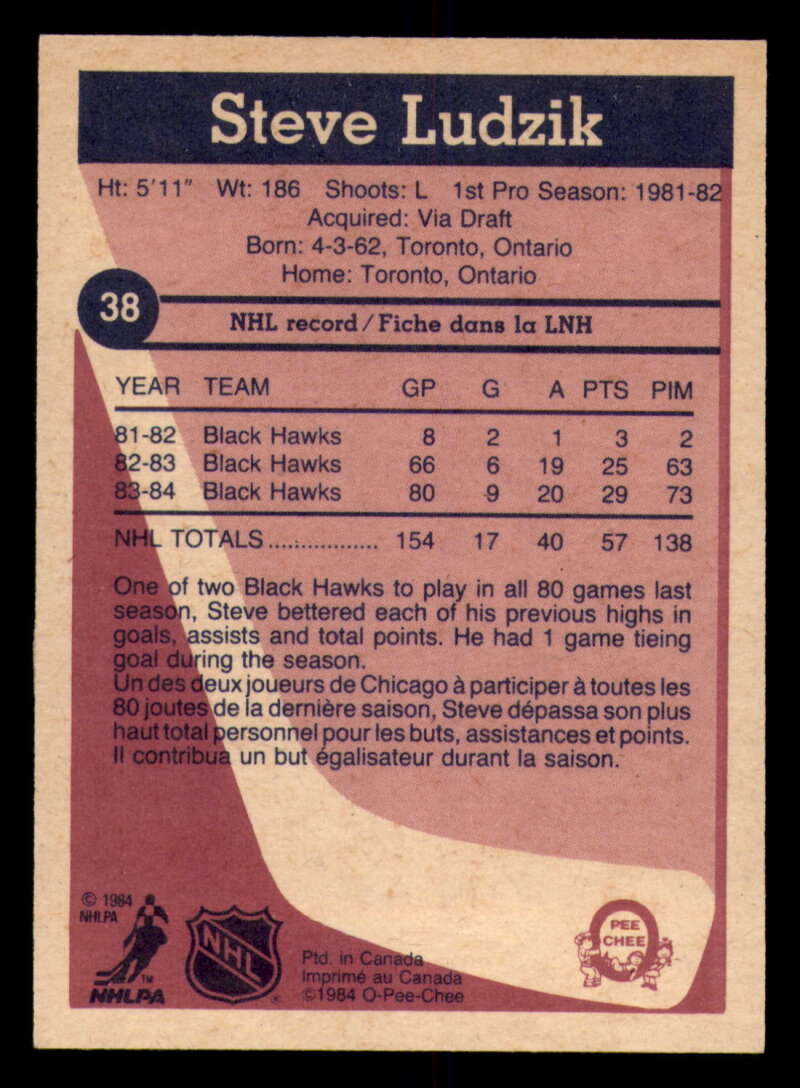 Steve Ludzik
Ht: 5'11" Wt: 186 Shoots: L 1st Pro Season: 1981-82
Acquired: Via Draft
Born: 4-3-62, Toronto, Ontario
Home: Toronto, Ontario
38
NHL record/Fiche dans la LNH
YEAR TEAM GP G A PTS PIM
81-82 Black Hawks 8 2 1 3 2
82-83 Black Hawks 66 6 19 25 63
83-84 Black Hawks 80 9 20 29 73
NHL TOTALS.................. 154 17 40 57 138
One of two Black Hawks to play in all 80 games last
season, Steve bettered each of his previous highs in
goals, assists and total points. He had 1 game tieing
goal during the season.
Un des deux joueurs de Chicago à participer à toutes les
80 joutes de la dernière saison, Steve dépassa son plus
haut total personnel pour les buts, assistances et points.
Il contribua un but égalisateur durant la saison.
© 1984
NHLPA
TM
NHLPA
NHL
®
Ptd. in Canada
Imprimé au Canada
©1984 O-Pee-Chee
PEE
CHEE